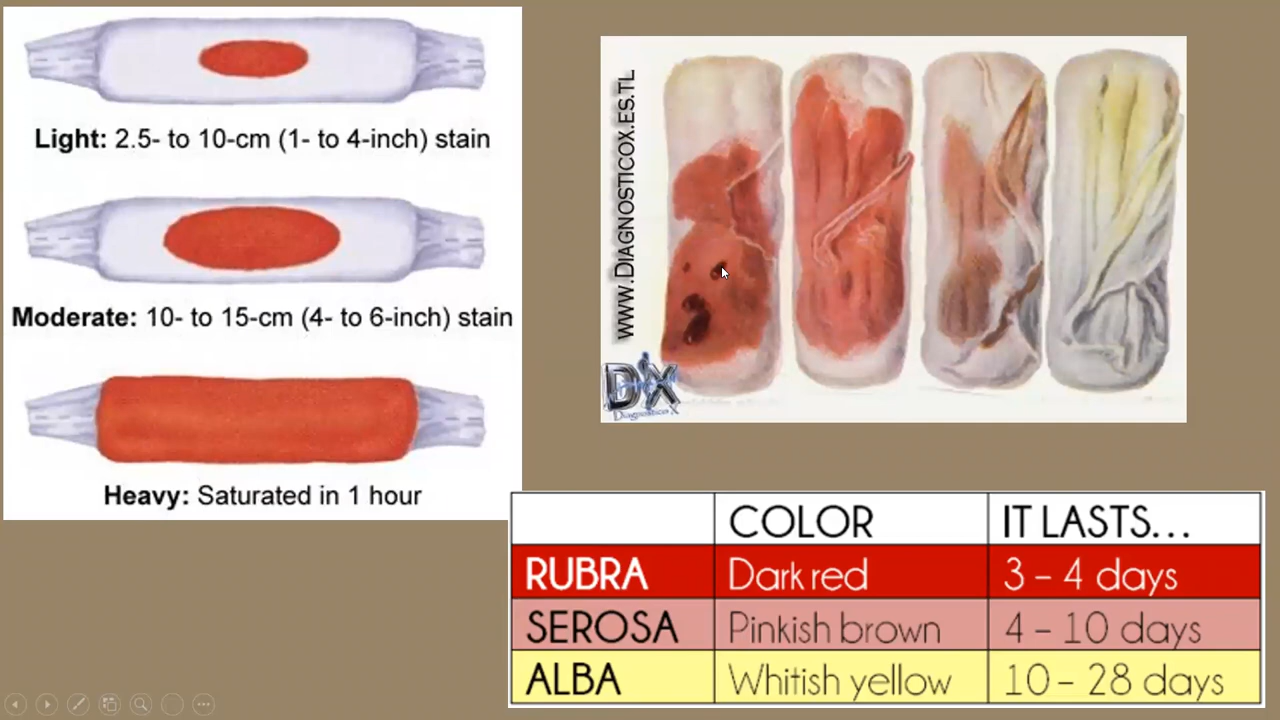 Light: 2.5- to 10-cm (1- to 4-inch) stain
Moderate: 10- to 15-cm (4- to 6-inch) stain
Heavy: Saturated in 1 hour
www.DIAGNOSTICOX.ES.TL
DX
Diagnostico X
COLOR IT LASTS...
RUBRA Dark red 3 – 4 days
SEROSA Pinkish brown 4 – 10 days
ALBA Whitish yellow 10 – 28 days